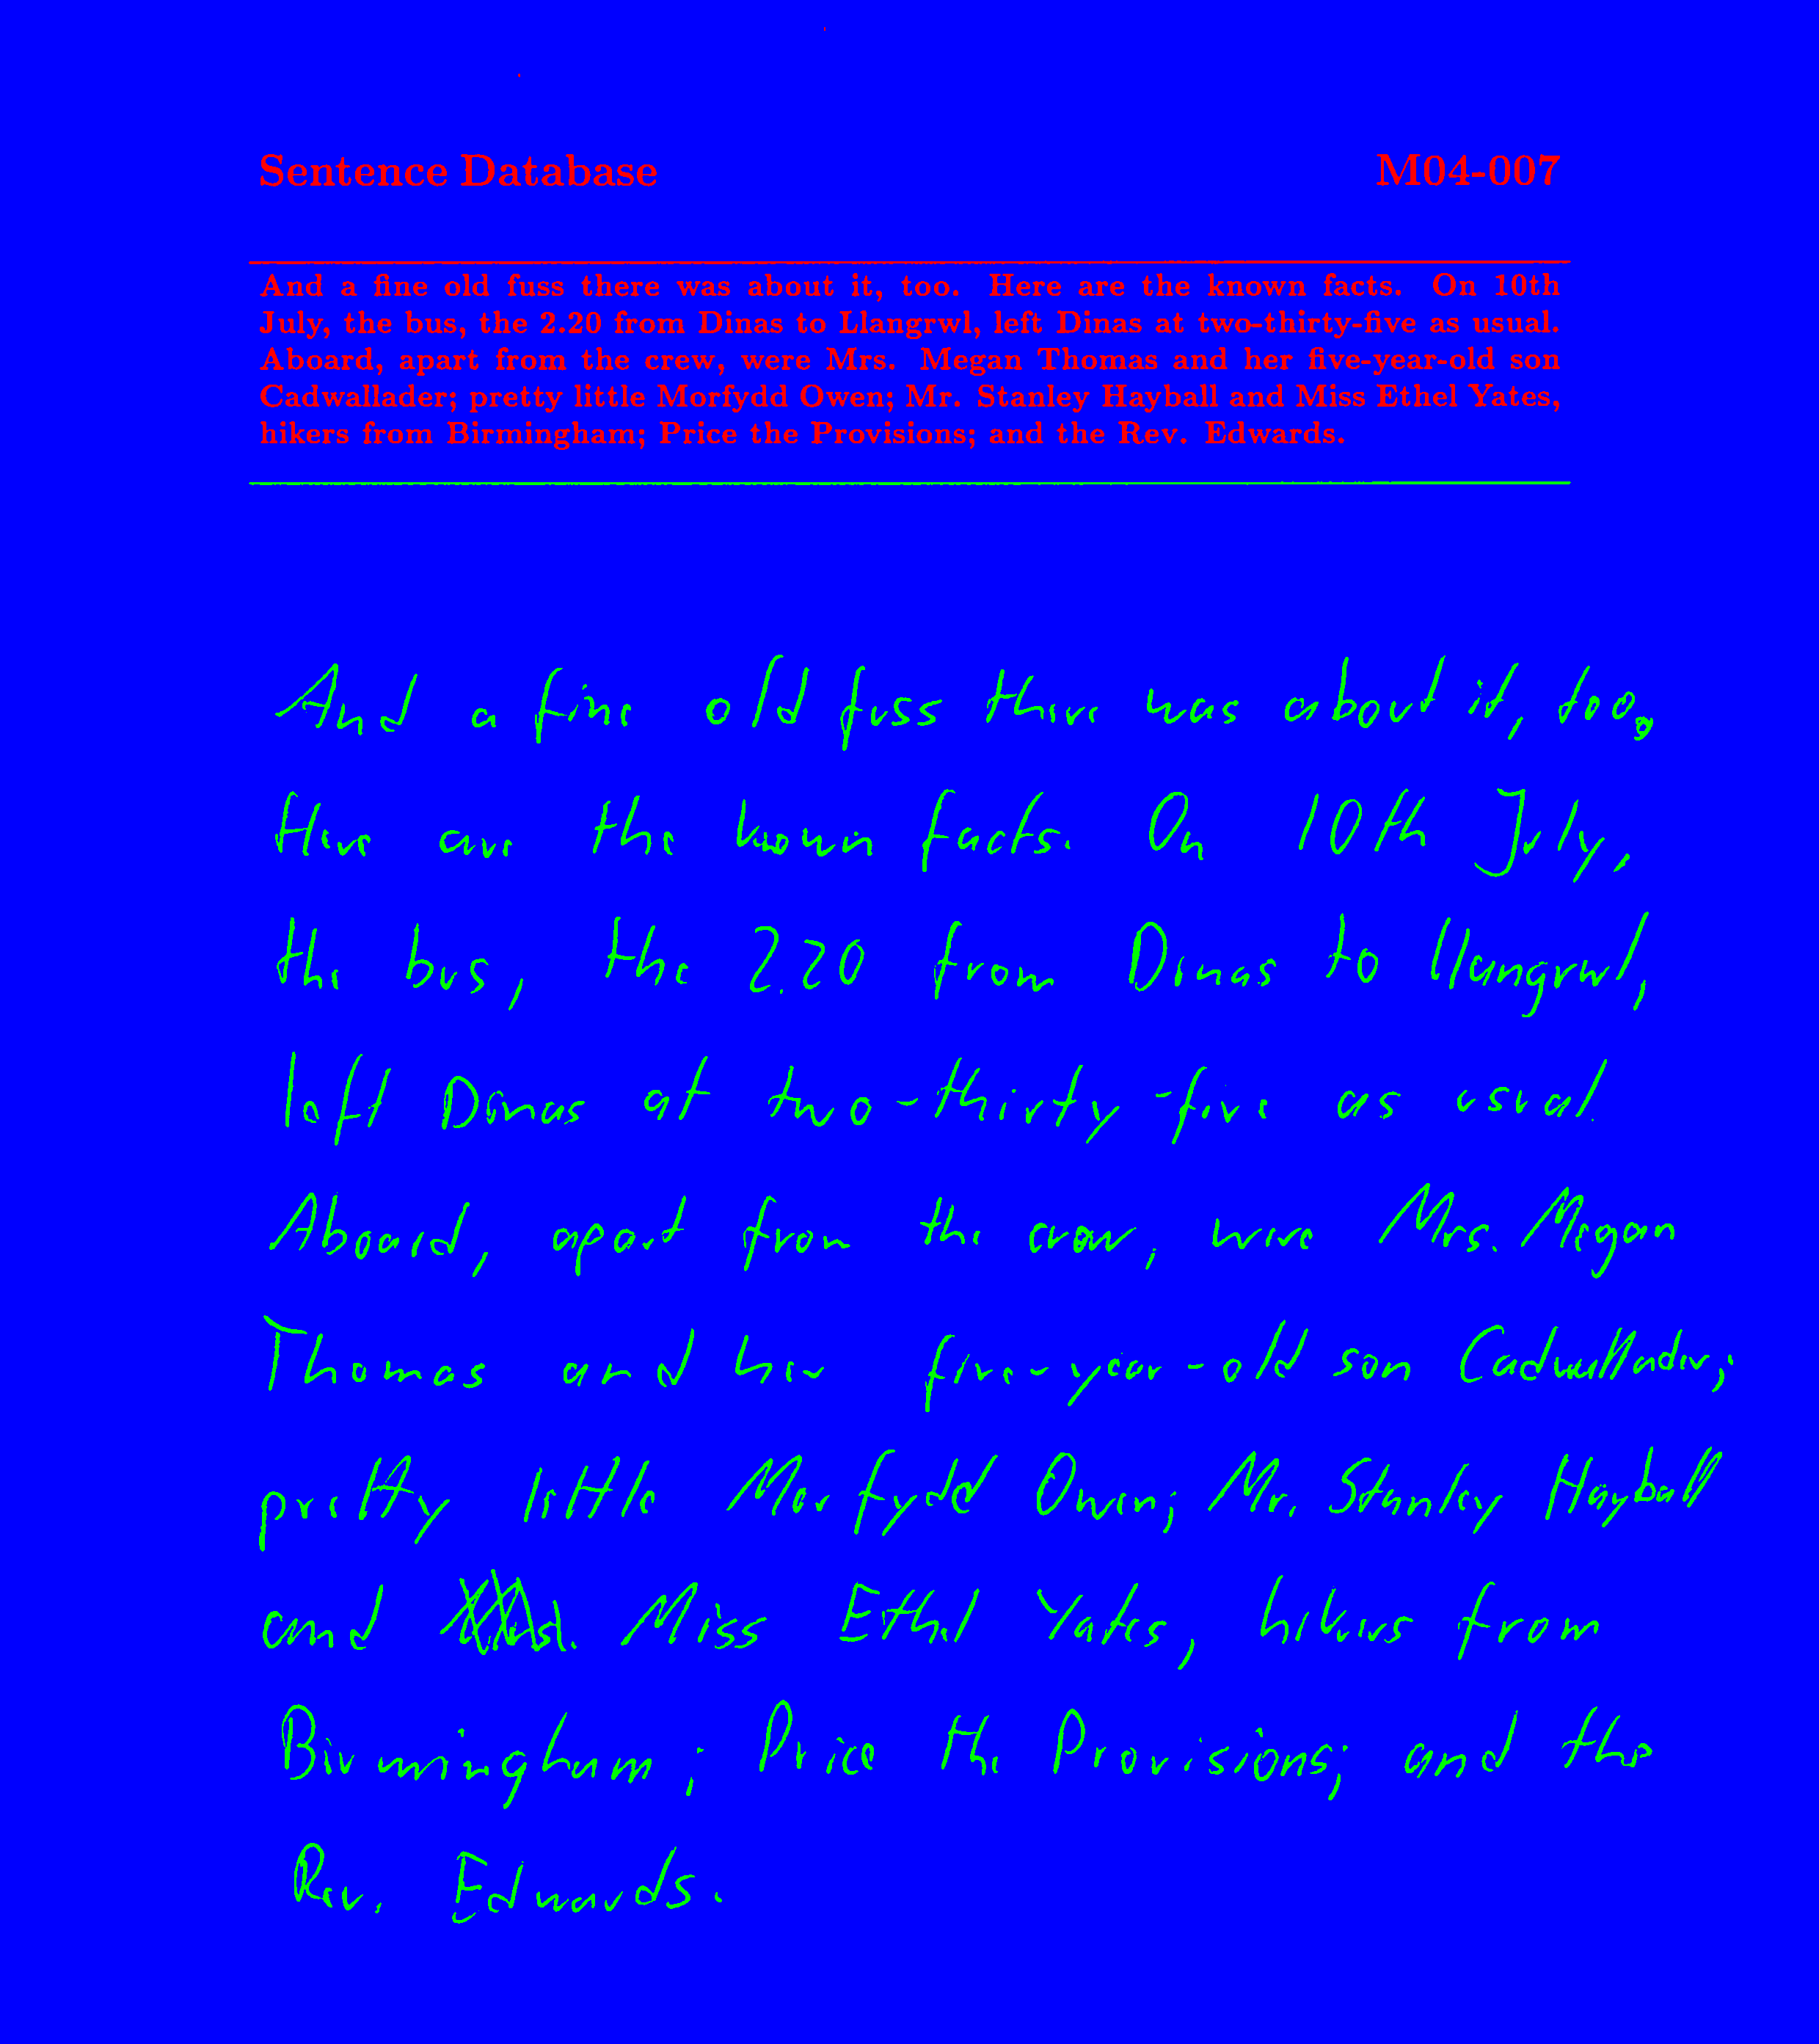 Sentence Database M04-007
And a fine old fuss there was about it, too. Here are the known facts. On 10th
July, the bus, the 2.20 from Dinas to Llangrwl, left Dinas at two-thirty-five as usual.
Aboard, apart from the crew, were Mrs. Megan Thomas and her five-year-old son
Cadwallader; pretty little Morfydd Owen; Mr. Stanley Hayball and Miss Ethel Yates,
hikers from Birmingham; Price the Provisions; and the Rev. Edwards.
And a fine old fuss there was about it, too.
Here are the known facts. On 10th July,
the bus, the 2.20 from Dinas to Llangrwl,
left Dinas at two-thirty-five as usual.
Aboard, apart from the crew, were Mrs. Megan
Thomas and her five-year-old son Cadwallader;
pretty little Morfydd Owen; Mr. Stanley Hayball
and Miss Ethel Yates, hikers from
Birmingham; Price the Provisions; and the
Rev. Edwards.